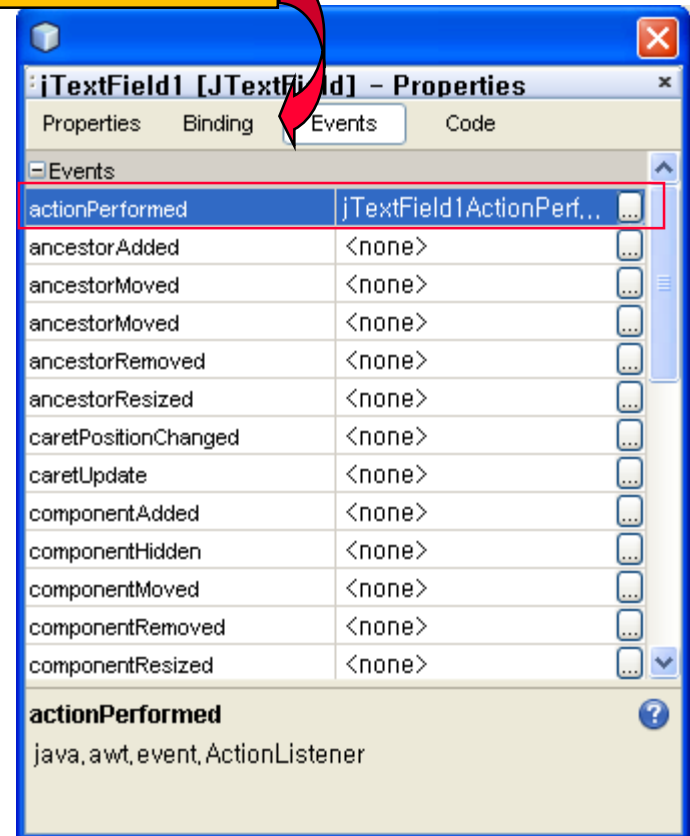 jTextField1 [JTextField] - Properties ×
Properties Binding Events Code
Events
actionPerformed jTextField1ActionPerf,,, ...
ancestorAdded <none> ...
ancestorMoved <none> ...
ancestorMoved <none> ...
ancestorRemoved <none> ...
ancestorResized <none> ...
caretPositionChanged <none> ...
caretUpdate <none> ...
componentAdded <none> ...
componentHidden <none> ...
componentMoved <none> ...
componentRemoved <none> ...
componentResized <none> ...
actionPerformed ?
java,awt,event,ActionListener